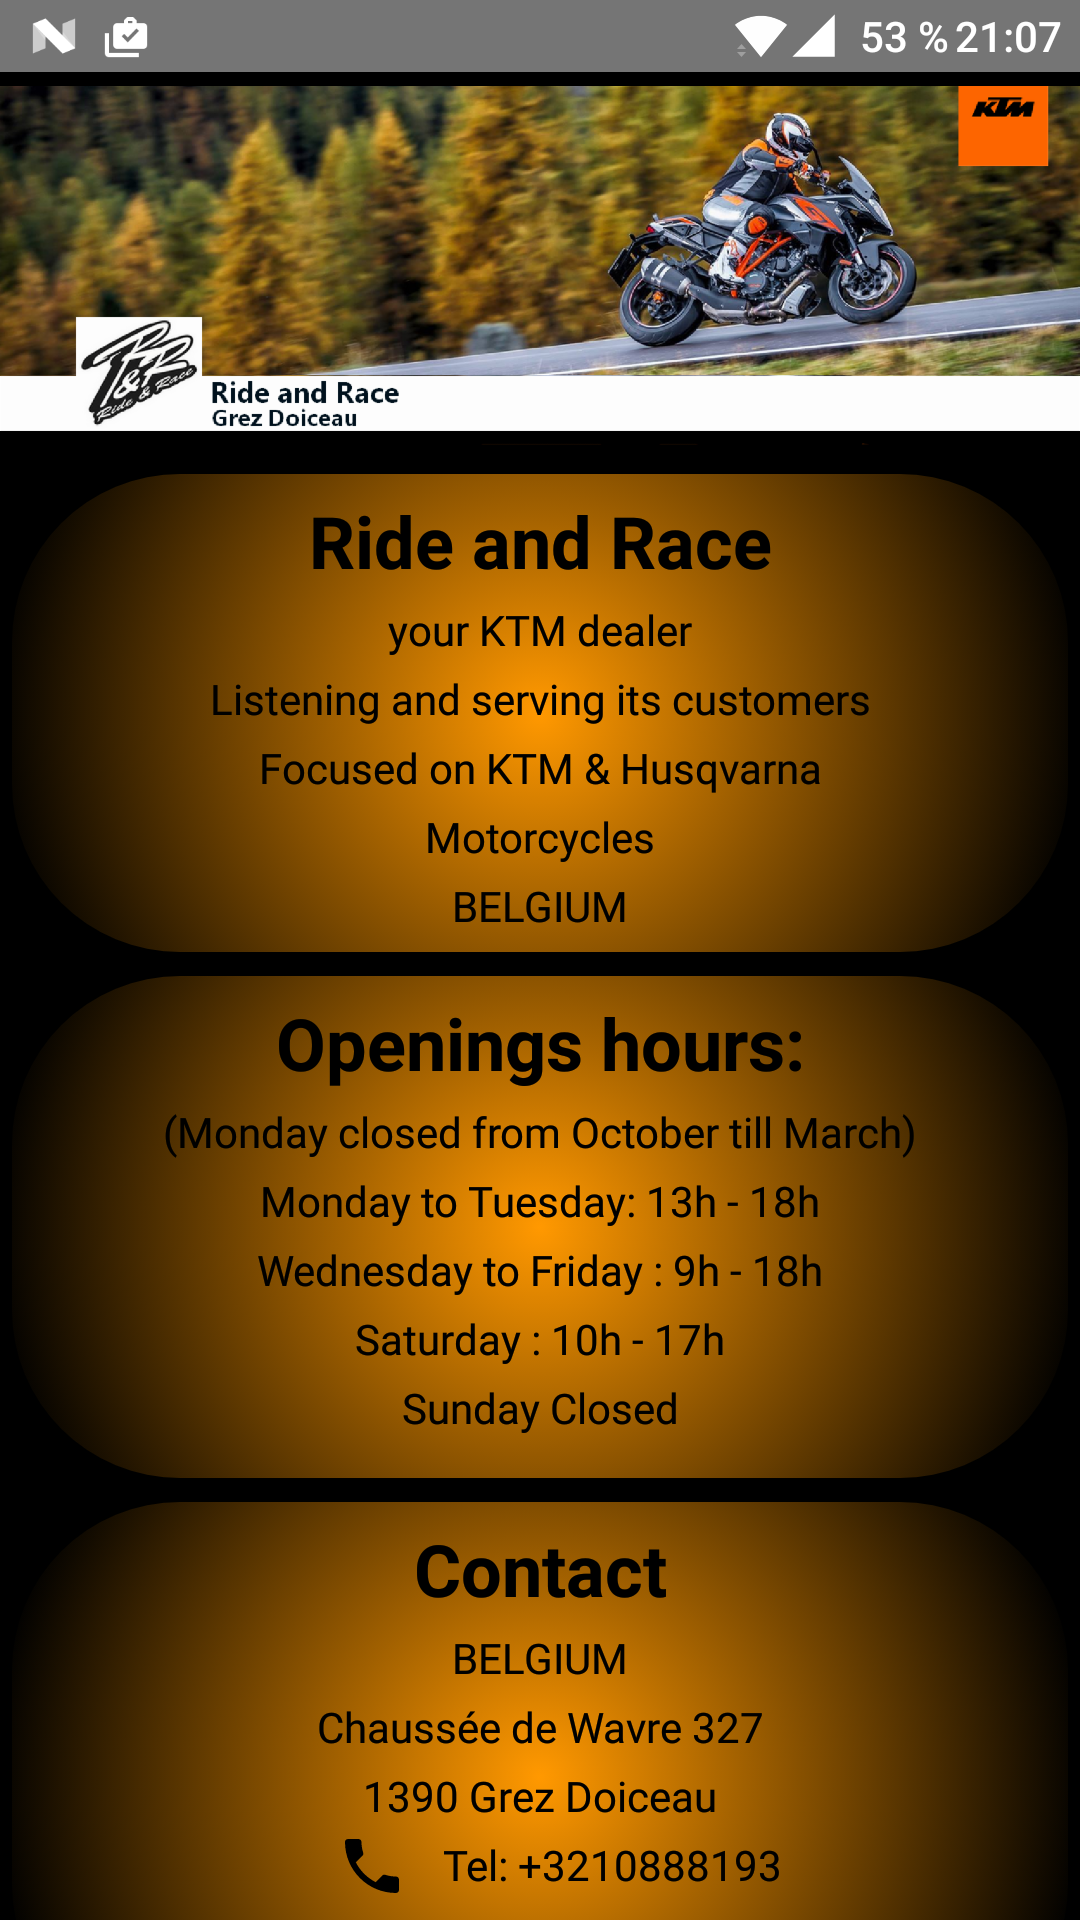 53 % 21:07
KTM
R&R
Ride & Race
Ride and Race
Grez Doiceau
Ride and Race
your KTM dealer
Listening and serving its customers
Focused on KTM & Husqvarna
Motorcycles
BELGIUM
Openings hours:
(Monday closed from October till March)
Monday to Tuesday: 13h - 18h
Wednesday to Friday : 9h - 18h
Saturday : 10h - 17h
Sunday Closed
Contact
BELGIUM
Chaussée de Wavre 327
1390 Grez Doiceau
Tel: +3210888193